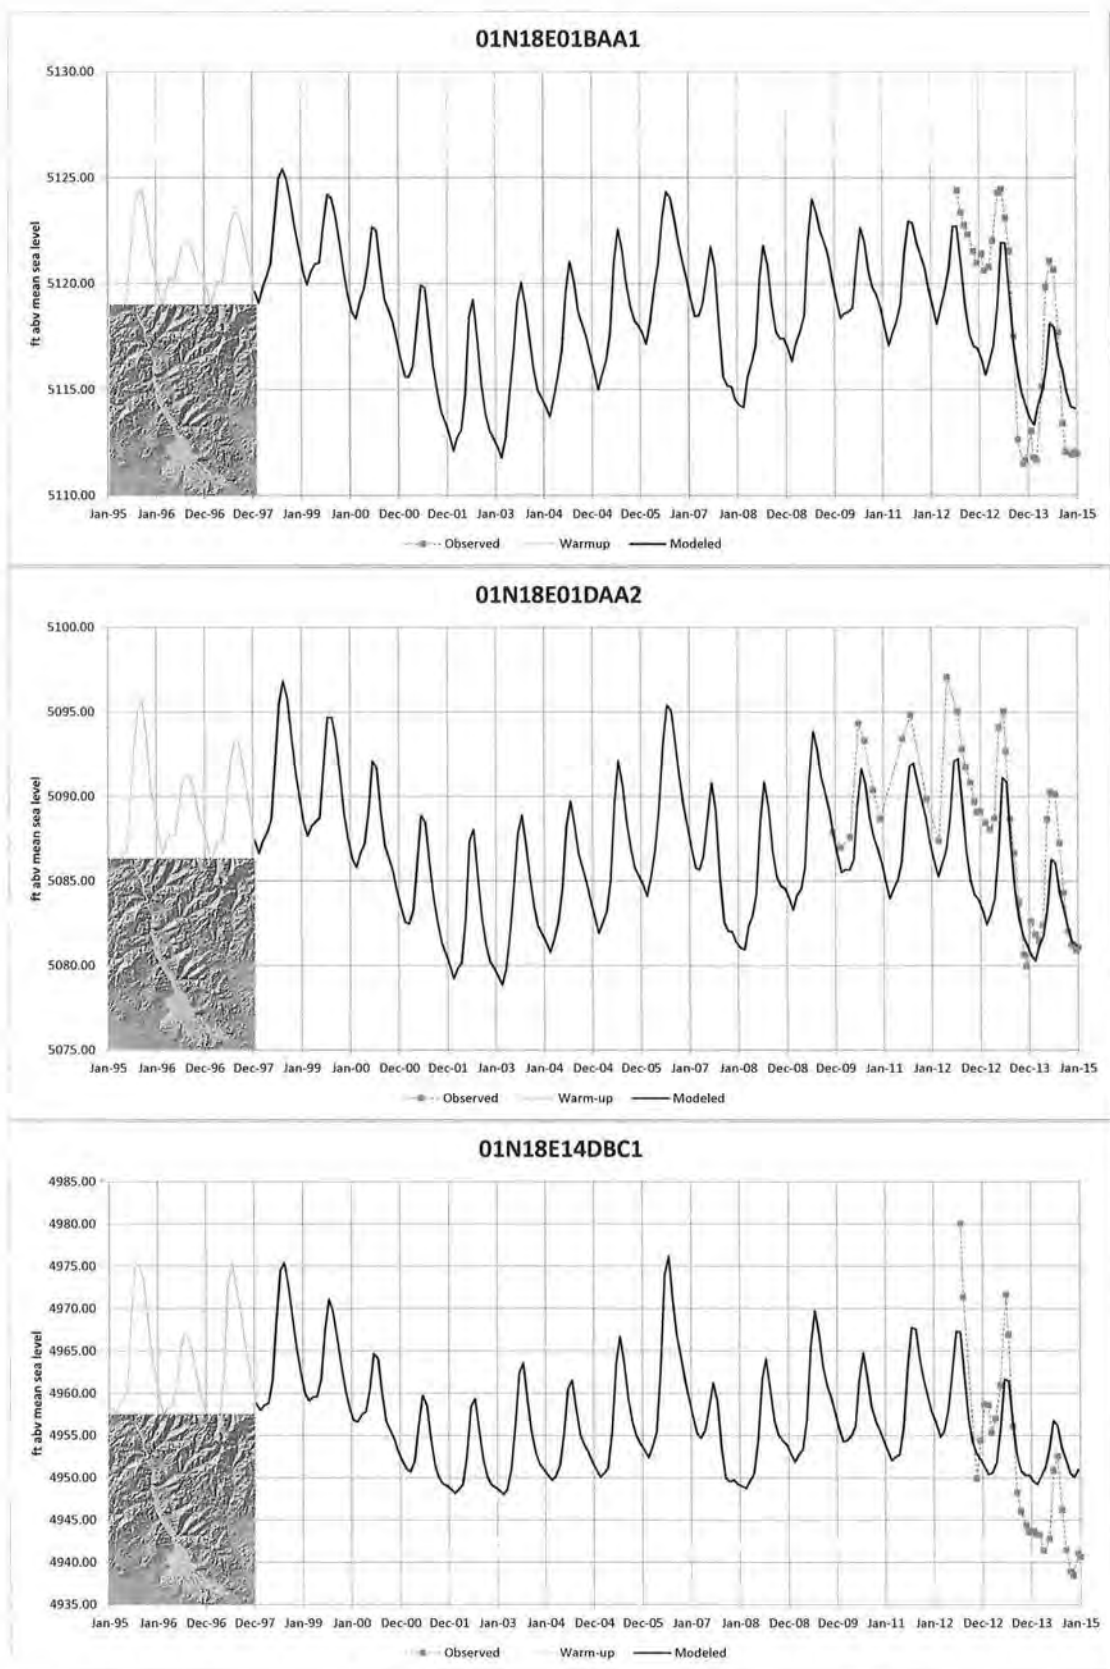 01N18E01BAA1
ft abv mean sea level
5130.00
5125.00
5120.00
5115.00
5110.00
Jan-95 Jan-96 Dec-96 Dec-97 Jan-99 Jan-00 Dec-00 Dec-01 Jan-03 Jan-04 Dec-04 Dec-05 Jan-07 Jan-08 Dec-08 Dec-09 Jan-11 Jan-12 Dec-12 Dec-13 Jan-15
Observed Warmup Modeled
01N18E01DAA2
ft abv mean sea level
5100.00
5095.00
5090.00
5085.00
5080.00
5075.00
Jan-95 Jan-96 Dec-96 Dec-97 Jan-99 Jan-00 Dec-00 Dec-01 Jan-03 Jan-04 Dec-04 Dec-05 Jan-07 Jan-08 Dec-08 Dec-09 Jan-11 Jan-12 Dec-12 Dec-13 Jan-15
Observed Warm-up Modeled
01N18E14DBC1
ft abv mean sea level
4985.00
4980.00
4975.00
4970.00
4965.00
4960.00
4955.00
4950.00
4945.00
4940.00
4935.00
Jan-95 Jan-96 Dec-96 Dec-97 Jan-99 Jan-00 Dec-00 Dec-01 Jan-03 Jan-04 Dec-04 Dec-05 Jan-07 Jan-08 Dec-08 Dec-09 Jan-11 Jan-12 Dec-12 Dec-13 Jan-15
Observed Warm-up Modeled